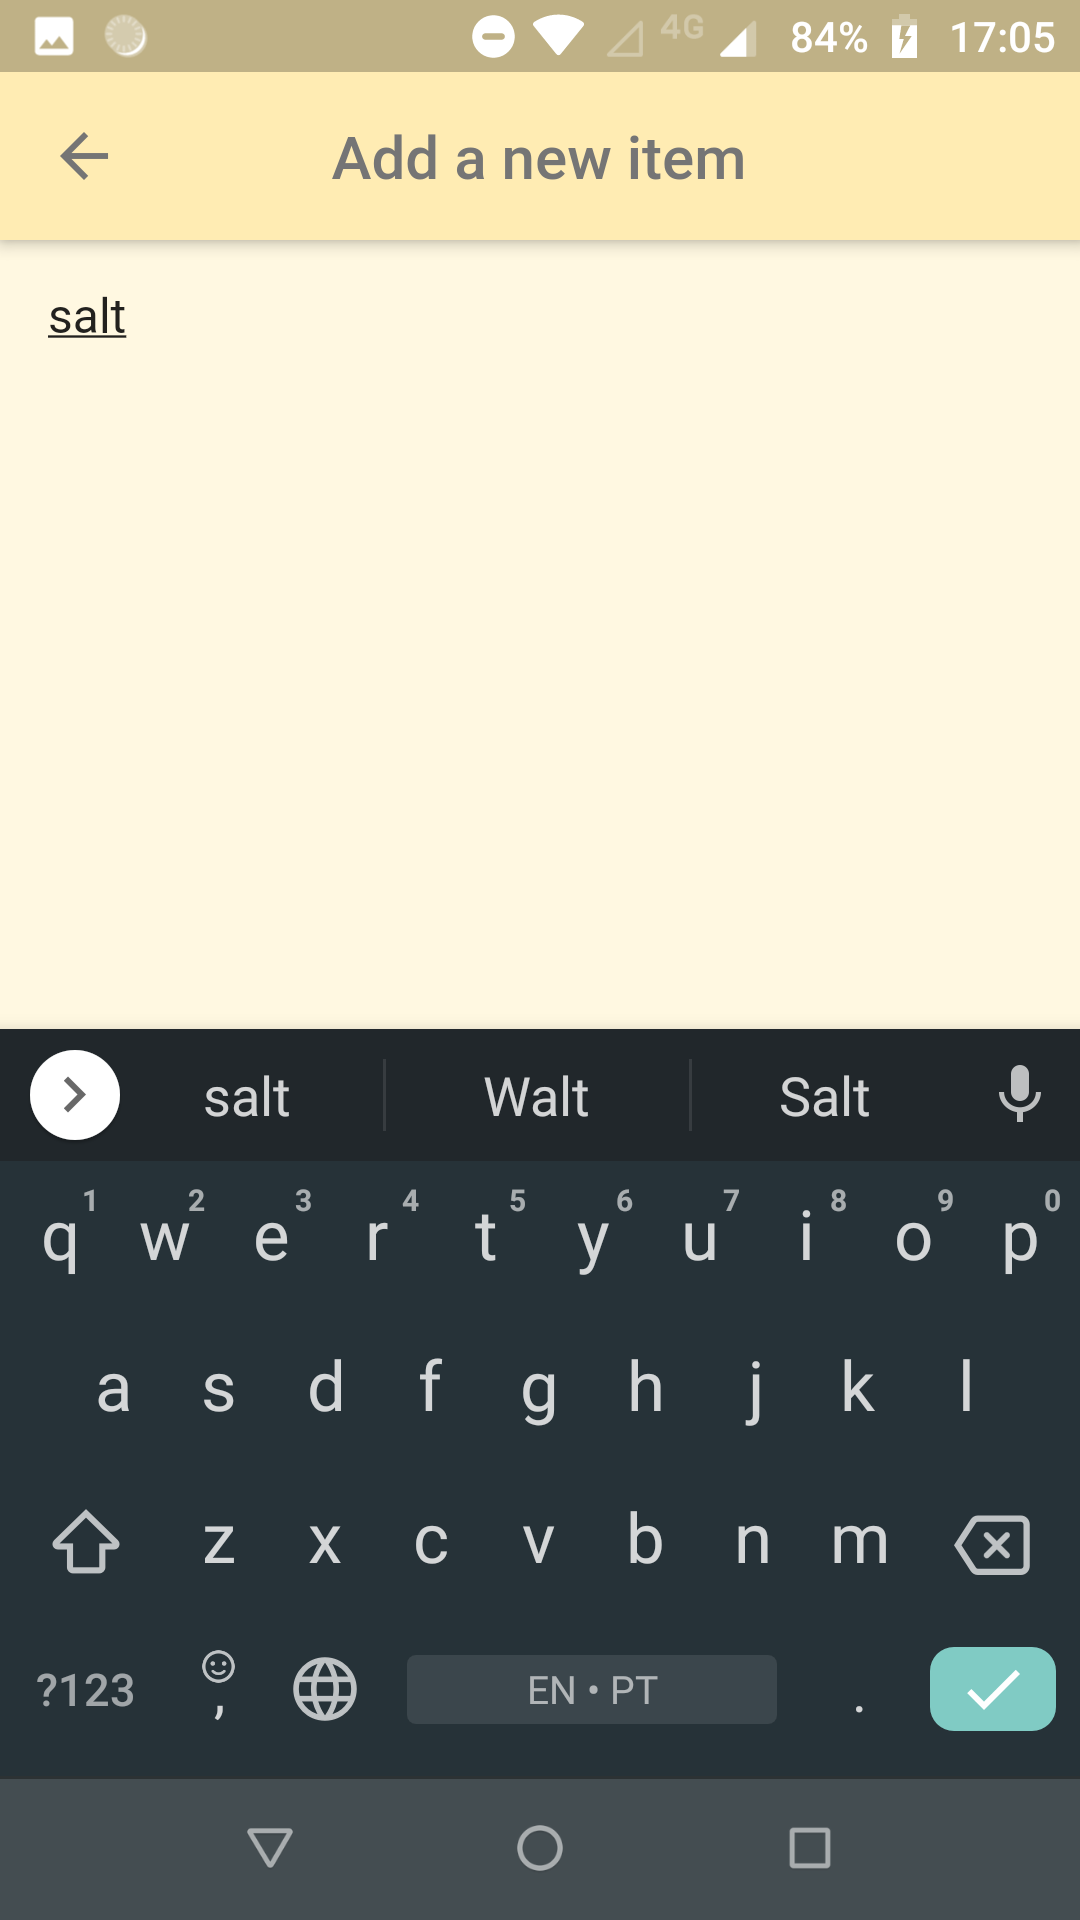 4G 84% 17:05
Add a new item
salt
salt Walt Salt
1 2 3 4 5 6 7 8 9 0
q w e r t y u i o p
a s d f g h j k l
z x c v b n m
?123 , EN • PT .